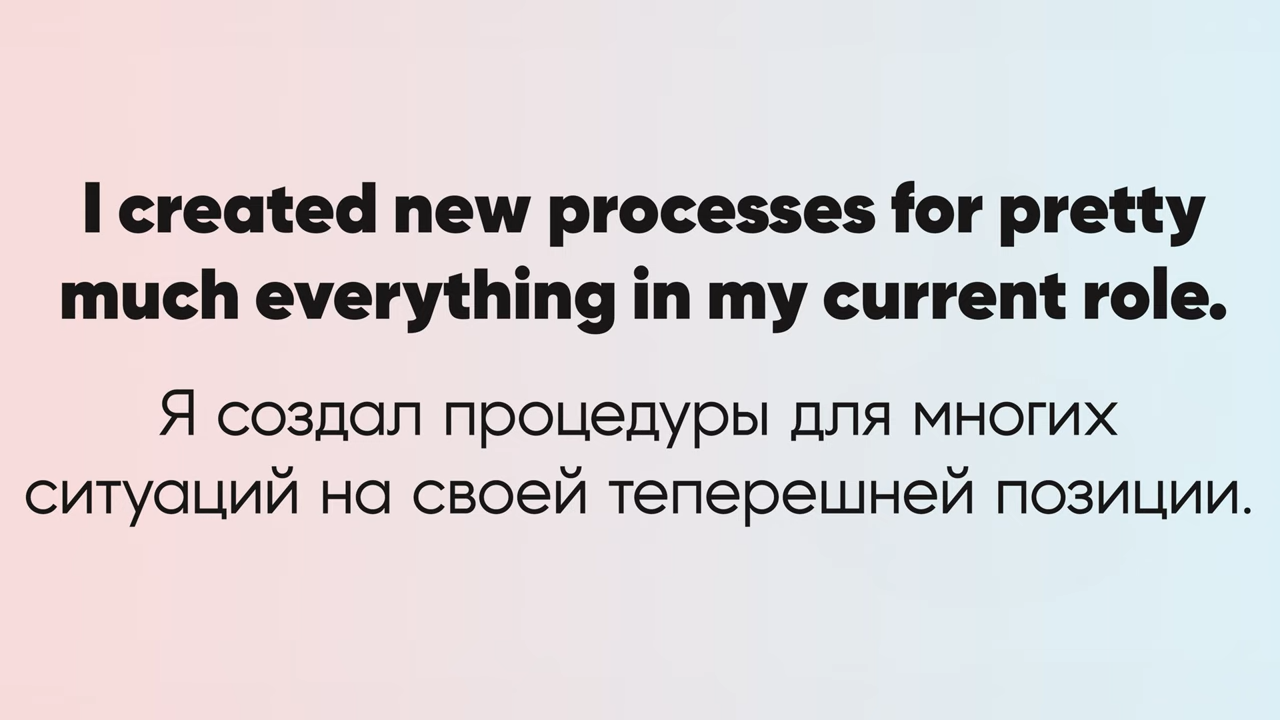 I created new processes for pretty
much everything in my current role.
Я создал процедуры для многих
ситуаций на своей теперешней позиции.